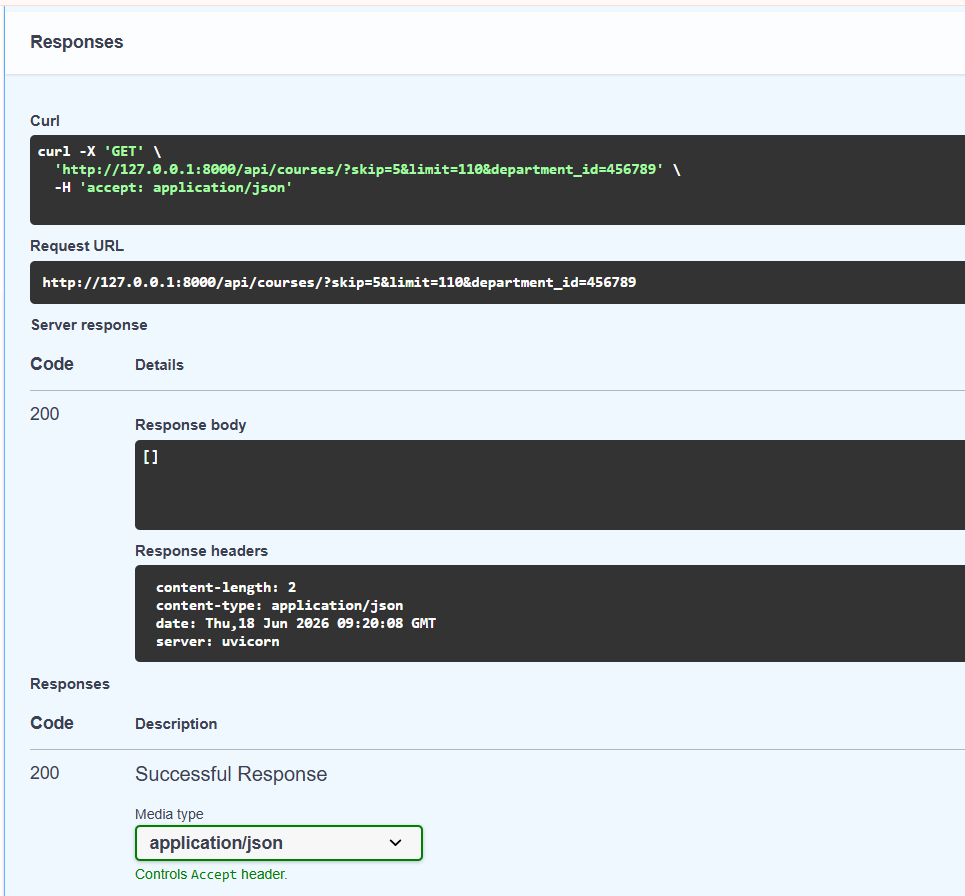 Responses
Curl
curl -X 'GET' \
  'http://127.0.0.1:8000/api/courses/?skip=5&limit=110&department_id=456789' \
  -H 'accept: application/json'
Request URL
http://127.0.0.1:8000/api/courses/?skip=5&limit=110&department_id=456789
Server response
Code Details
200
Response body
[]
Response headers
content-length: 2
content-type: application/json
date: Thu,18 Jun 2026 09:20:08 GMT
server: uvicorn
Responses
Code Description
200 Successful Response
Media type
application/json
Controls Accept header.